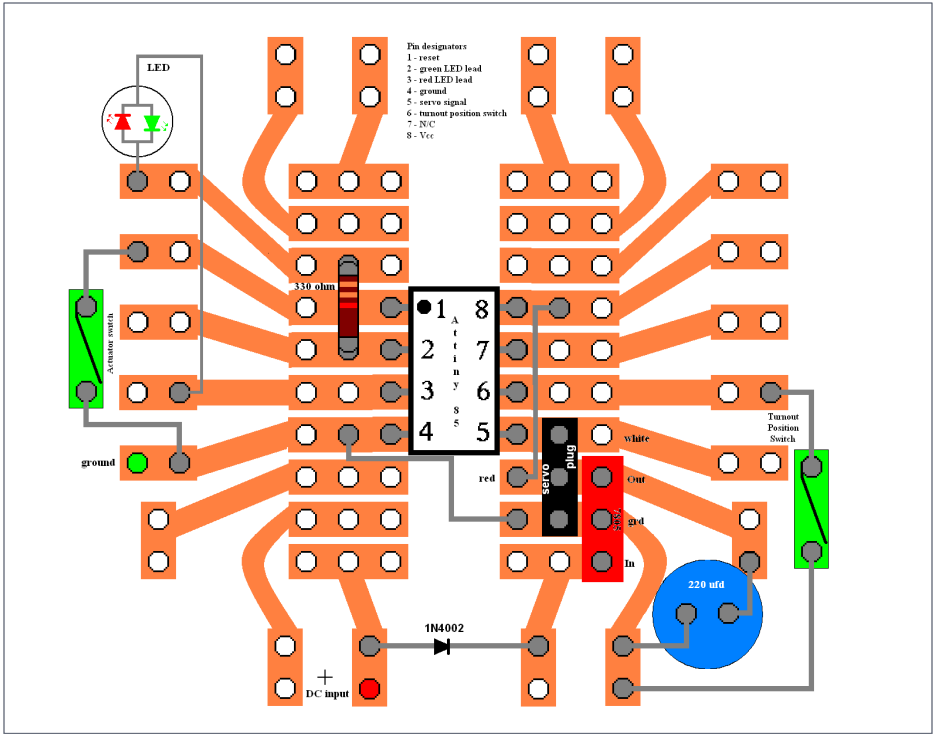 LED
Pin designators
1 - reset
2 - green LED lead
3 - red LED lead
4 - ground
5 - servo signal
6 - turnout position switch
7 - N/C
8 - Vcc
330 ohm
Actuator switch
1
8
2
7
3
6
4
5
Attiny 85
ground
Turnout
Position
Switch
white
red
servo
plug
Out
grd
In
220 ufd
1N4002
+
DC input